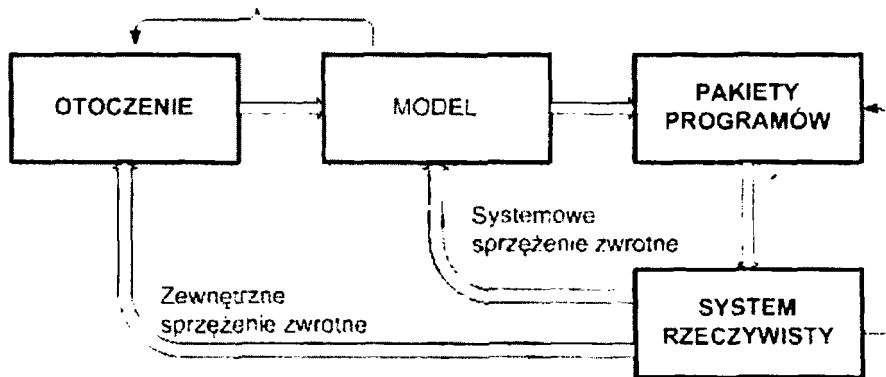 OTOCZENIE
MODEL
PAKIETY
PROGRAMÓW
Systemowe
sprzężenie zwrotne
Zewnętrzne
sprzężenie zwrotne
SYSTEM
RZECZYWISTY